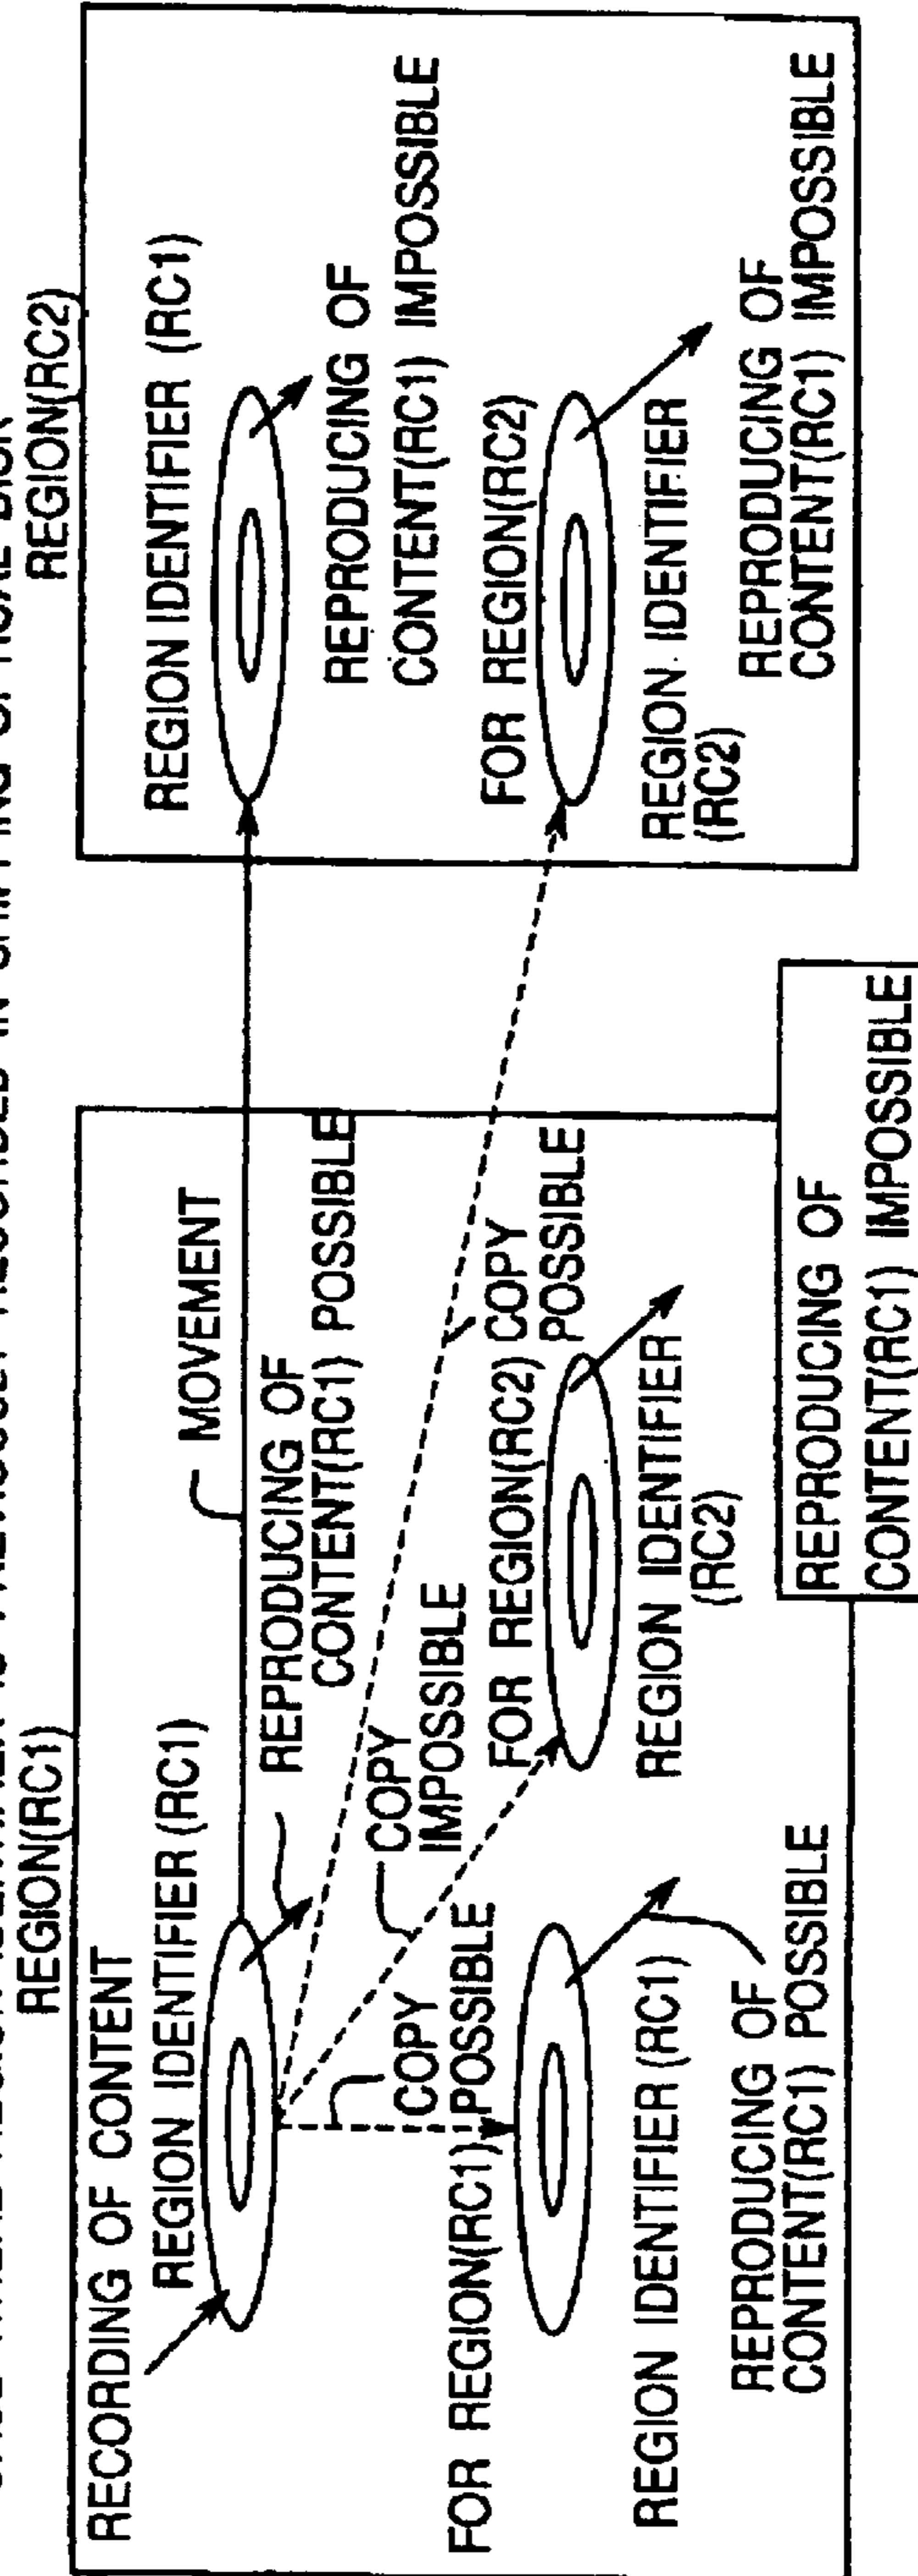 REGION(RC1)
RECORDING OF CONTENT
REGION IDENTIFIER (RC1)
MOVEMENT
REPRODUCING OF
CONTENT(RC1) POSSIBLE
COPY
POSSIBLE
FOR REGION(RC1)
COPY
IMPOSSIBLE
FOR REGION(RC2)
COPY
POSSIBLE
REGION IDENTIFIER (RC1)
REPRODUCING OF
CONTENT(RC1) POSSIBLE
REGION IDENTIFIER
(RC2)
REPRODUCING OF
CONTENT(RC1) IMPOSSIBLE
REGION(RC2)
REGION IDENTIFIER (RC1)
REPRODUCING OF
CONTENT(RC1) IMPOSSIBLE
FOR REGION(RC2)
REGION IDENTIFIER
(RC2)
REPRODUCING OF
CONTENT(RC1) IMPOSSIBLE